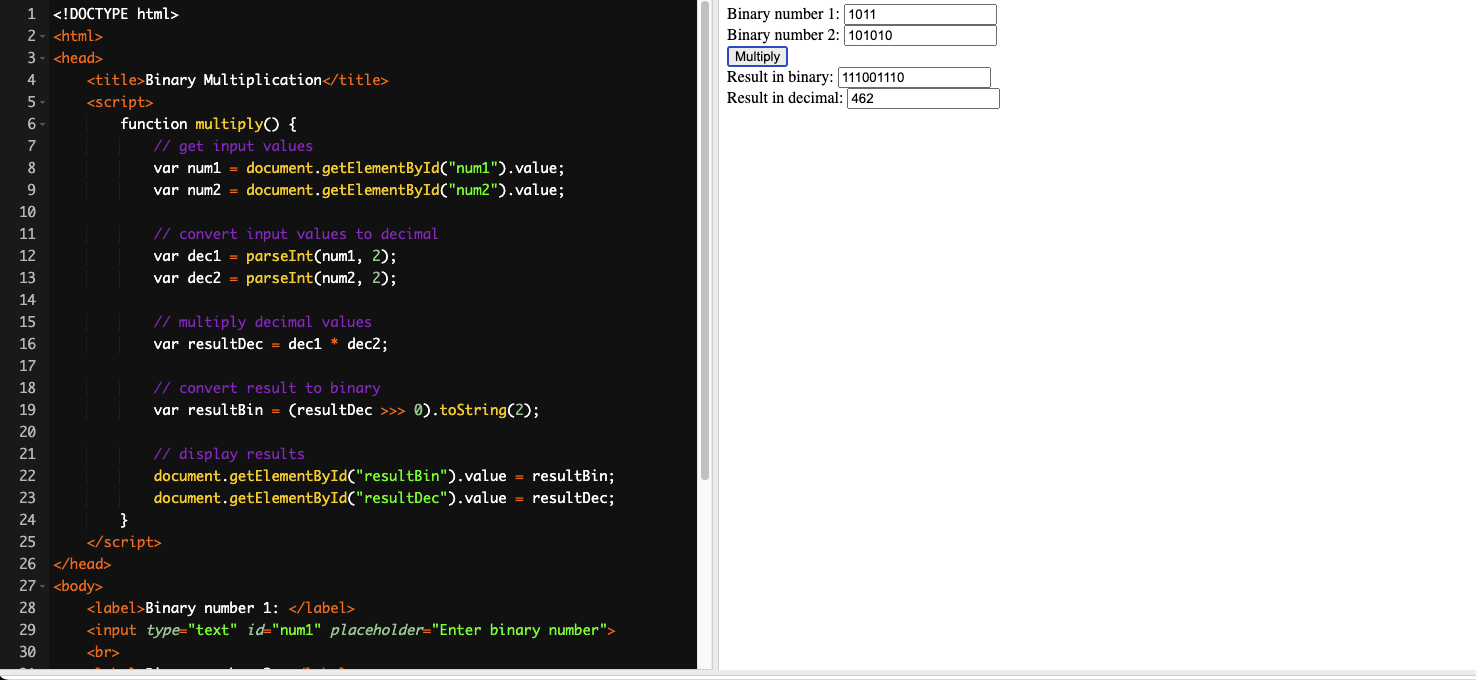 1 <!DOCTYPE html>
2 <html>
3 <head>
4     <title>Binary Multiplication</title>
5     <script>
6         function multiply() {
7             // get input values
8             var num1 = document.getElementById("num1").value;
9             var num2 = document.getElementById("num2").value;
10
11             // convert input values to decimal
12             var dec1 = parseInt(num1, 2);
13             var dec2 = parseInt(num2, 2);
14
15             // multiply decimal values
16             var resultDec = dec1 * dec2;
17
18             // convert result to binary
19             var resultBin = (resultDec >>> 0).toString(2);
20
21             // display results
22             document.getElementById("resultBin").value = resultBin;
23             document.getElementById("resultDec").value = resultDec;
24         }
25     </script>
26 </head>
27 <body>
28     <label>Binary number 1: </label>
29     <input type="text" id="num1" placeholder="Enter binary number">
30     <br>
Binary number 1: 1011
Binary number 2: 101010
Multiply
Result in binary: 111001110
Result in decimal: 462